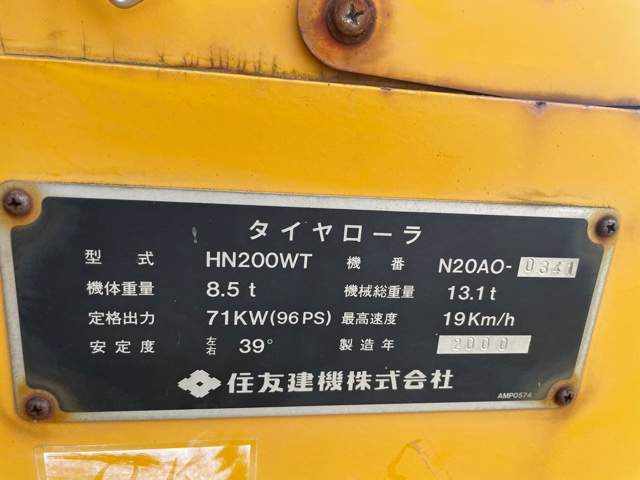 タイヤローラ
型式 HN200WT 機番 N20AO-0341
機体重量 8.5t 機械総重量 13.1t
定格出力 71KW(96PS) 最高速度 19Km/h
安定度 左右 39° 製造年 2000
住友建機株式会社
AMP0574